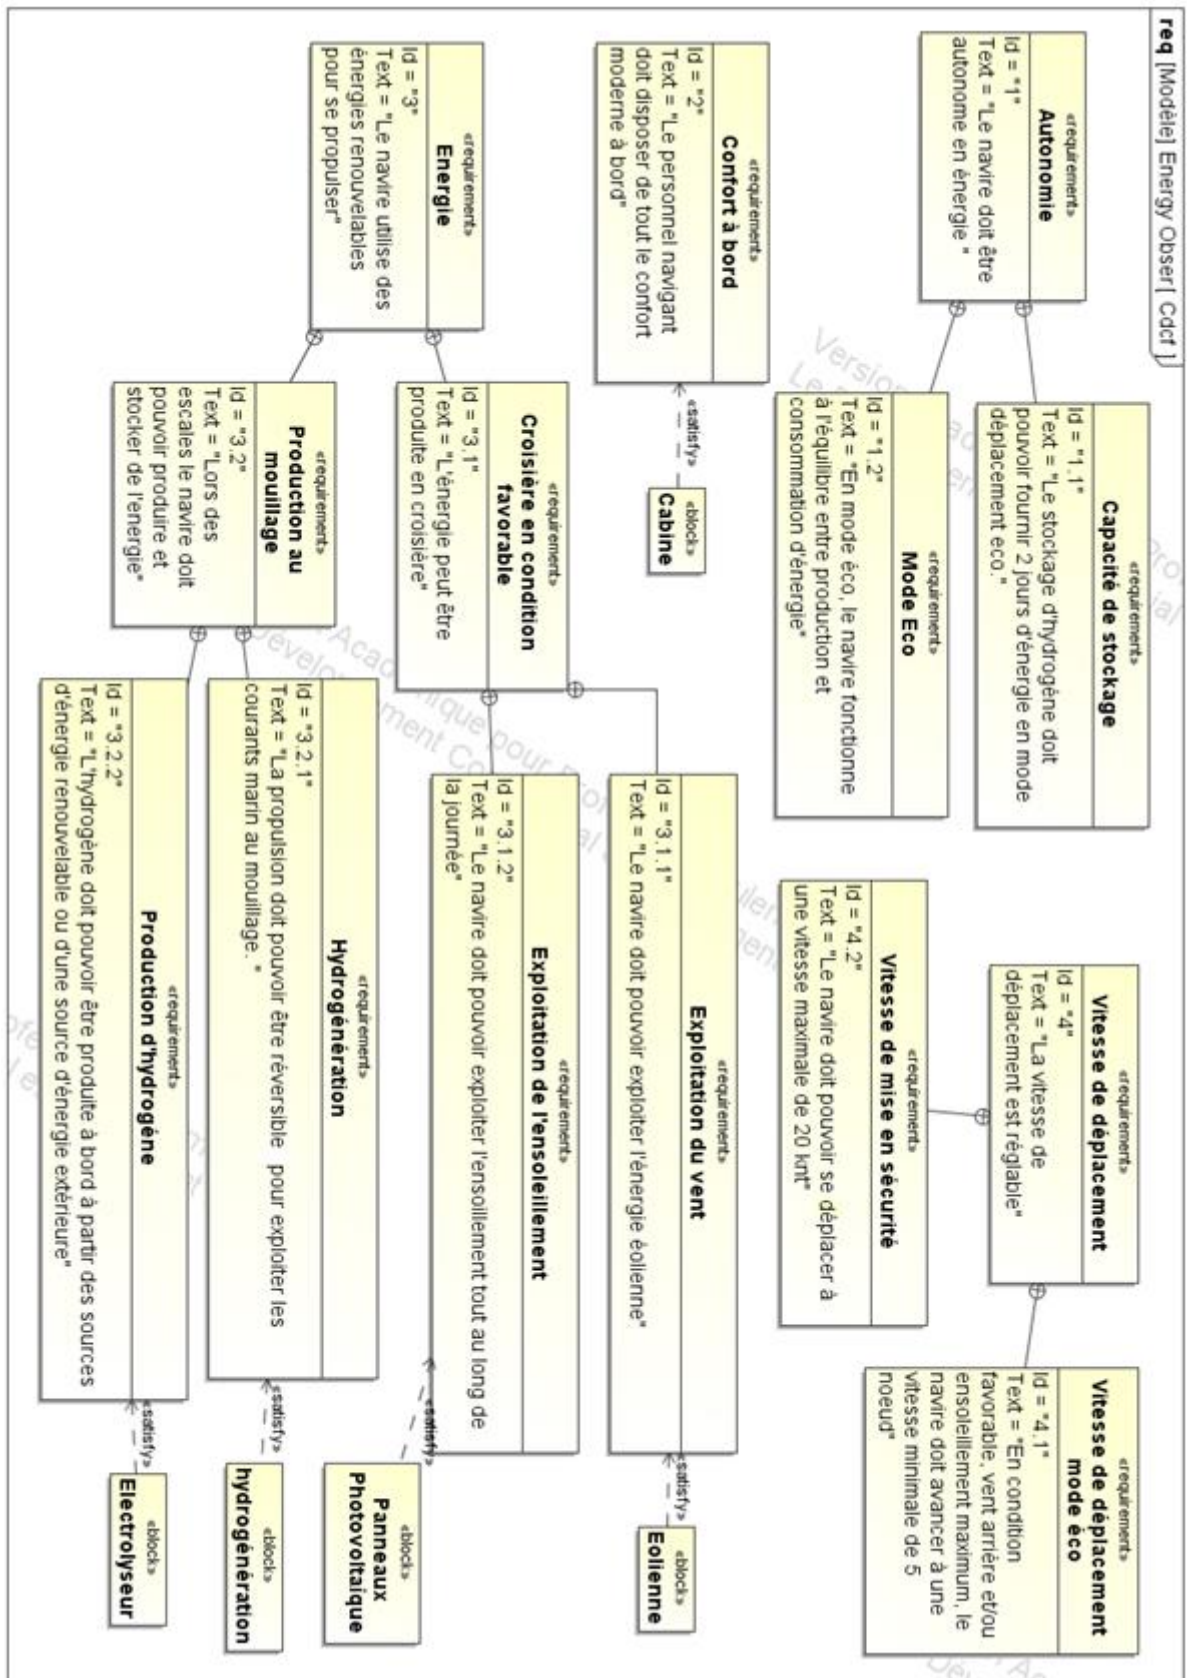 req [Modèle] Energy Obser[ Cdcf ]
«requirement»
Autonomie
Id = "1"
Text = "Le navire doit être
autonome en énergie "
«requirement»
Capacité de stockage
Id = "1.1"
Text = "Le stockage d'hydrogène doit
pouvoir fournir 2 jours d'énergie en mode
déplacement eco."
«requirement»
Mode Eco
Id = "1.2"
Text = "En mode éco, le navire fonctionne
à l'équilibre entre production et
consommation d'énergie"
«requirement»
Vitesse de déplacement
Id = "4"
Text = "La vitesse de
déplacement est réglable"
«requirement»
Vitesse de déplacement
mode éco
Id = "4.1"
Text = "En condition
favorable, vent arrière et/ou
ensoleillement maximum, le
navire doit avancer à une
vitesse minimale de 5
noeud"
«requirement»
Vitesse de mise en sécurité
Id = "4.2"
Text = "Le navire doit pouvoir se déplacer à
une vitesse maximale de 20 knt"
«requirement»
Confort à bord
Id = "2"
Text = "Le personnel navigant
doit disposer de tout le confort
moderne à bord"
«satisfy»
«block»
Cabine
«requirement»
Energie
Id = "3"
Text = "Le navire utilise des
énergies renouvelables
pour se propulser"
«requirement»
Croisière en condition
favorable
Id = "3.1"
Text = "L'énergie peut être
produite en croisière"
«requirement»
Exploitation du vent
Id = "3.1.1"
Text = "Le navire doit pouvoir exploiter l'énergie éolienne"
«satisfy»
«block»
Eolienne
«requirement»
Exploitation de l'ensoleillement
Id = "3.1.2"
Text = "Le navire doit pouvoir exploiter l'ensoillement tout au long de
la journée"
«satisfy»
«block»
Panneaux
Photovoltaique
«requirement»
Production au
mouillage
Id = "3.2"
Text = "Lors des
escales le navire doit
pouvoir produire et
stocker de l'energie"
«requirement»
Hydrogénération
Id = "3.2.1"
Text = "La propulsion doit pouvoir être réversible  pour exploiter les
courants marin au mouillage. "
«satisfy»
«block»
hydrogénération
«requirement»
Production d'hydrogéne
Id = "3.2.2"
Text = "L'hydrogène doit pouvoir être produite à bord à partir des sources
d'énergie renouvelable ou d'une source d'énergie extérieure"
«satisfy»
«block»
Electrolyseur